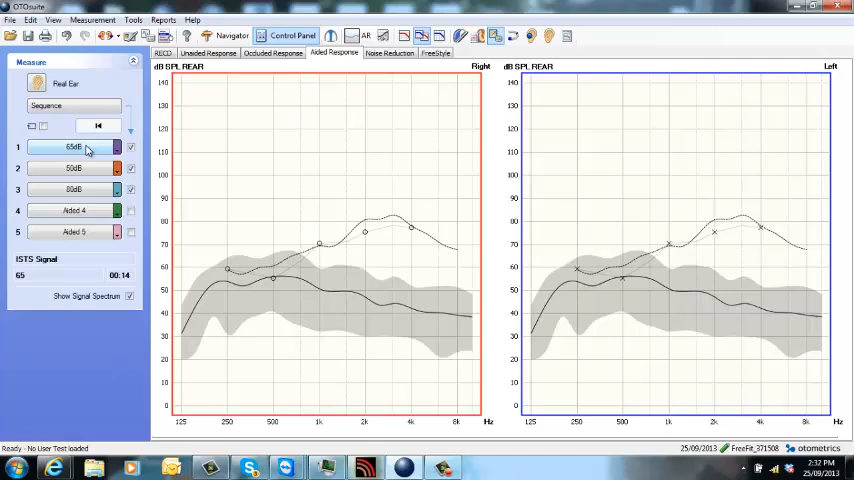 OTOsuite
File Edit View Measurement Tools Reports Help
Navigator Control Panel AR
RECD Unaided Response Occluded Response Aided Response Noise Reduction FreeStyle
Measure
Real Ear
Sequence
1 65dB
2 50dB
3 80dB
4 Aided 4
5 Aided 5
ISTS Signal
65 00:14
Show Signal Spectrum
dB SPL REAR Right
140
130
120
110
100
90
80
70
60
50
40
30
20
10
0
125 250 500 1k 2k 4k 8k Hz
dB SPL REAR Left
140
130
120
110
100
90
80
70
60
50
40
30
20
10
0
125 250 500 1k 2k 4k 8k Hz
Ready - No User Test loaded 25/09/2013 FreeFit_371508 otometrics
2:32 PM
25/09/2013